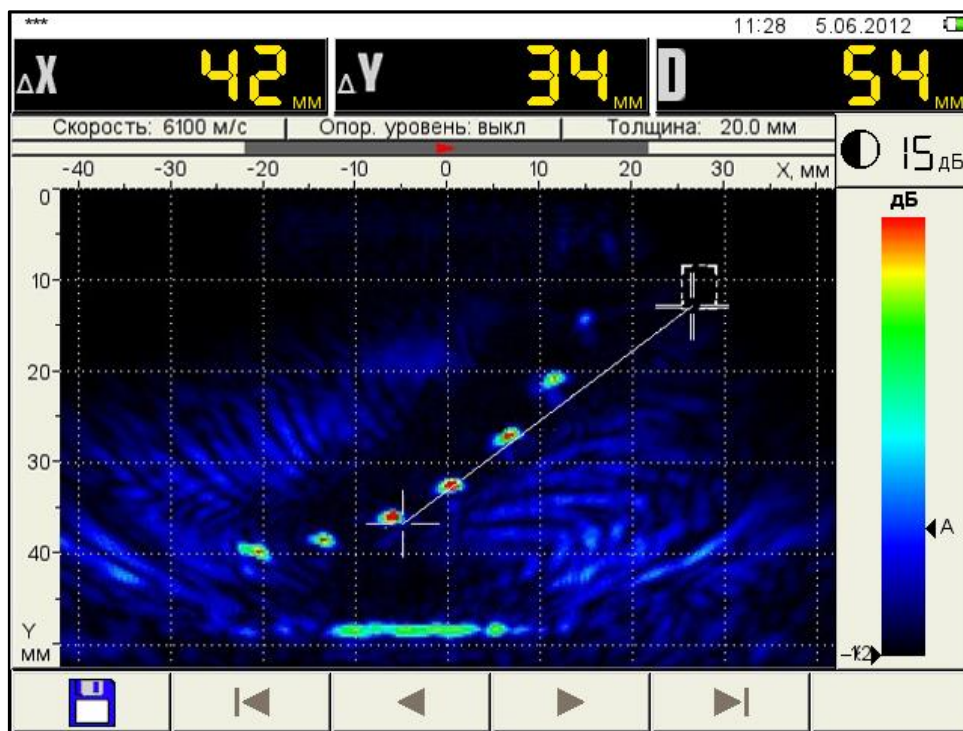 ***
11:28 5.06.2012
ΔX 42 мм ΔY 34 мм D 54 мм
Скорость: 6100 м/с Опор. уровень: выкл Толщина: 20.0 мм
15 дБ
-40 -30 -20 -10 0 10 20 30 X, мм
дБ
0
10
20
30
40
A
Y
мм